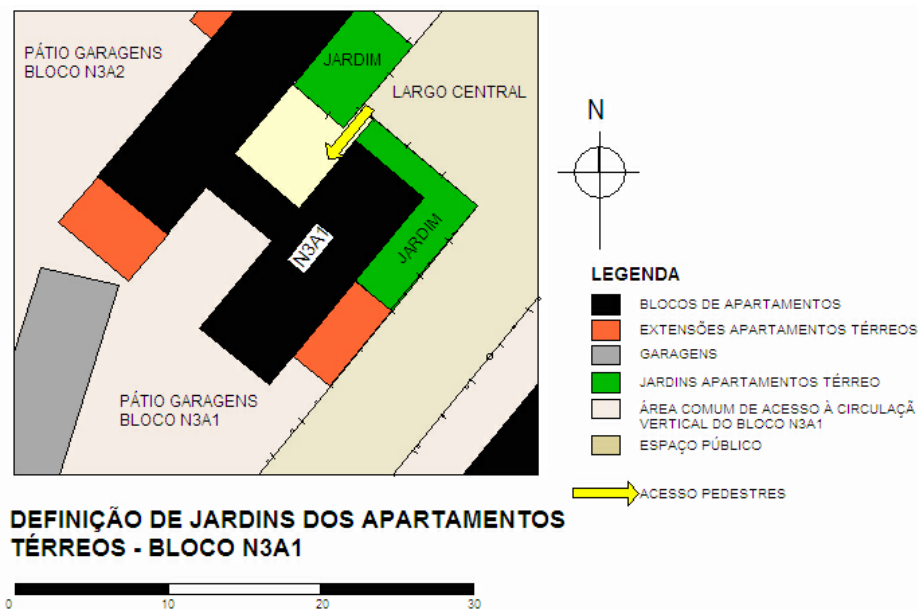 PÁTIO GARAGENS
BLOCO N3A2
JARDIM
LARGO CENTRAL
N3A1
JARDIM
PÁTIO GARAGENS
BLOCO N3A1
N
LEGENDA
BLOCOS DE APARTAMENTOS
EXTENSÕES APARTAMENTOS TÉRREOS
GARAGENS
JARDINS APARTAMENTOS TÉRREO
ÁREA COMUM DE ACESSO À CIRCULAÇÃ
VERTICAL DO BLOCO N3A1
ESPAÇO PÚBLICO
ACESSO PEDESTRES
DEFINIÇÃO DE JARDINS DOS APARTAMENTOS
TÉRREOS - BLOCO N3A1
0 10 20 30